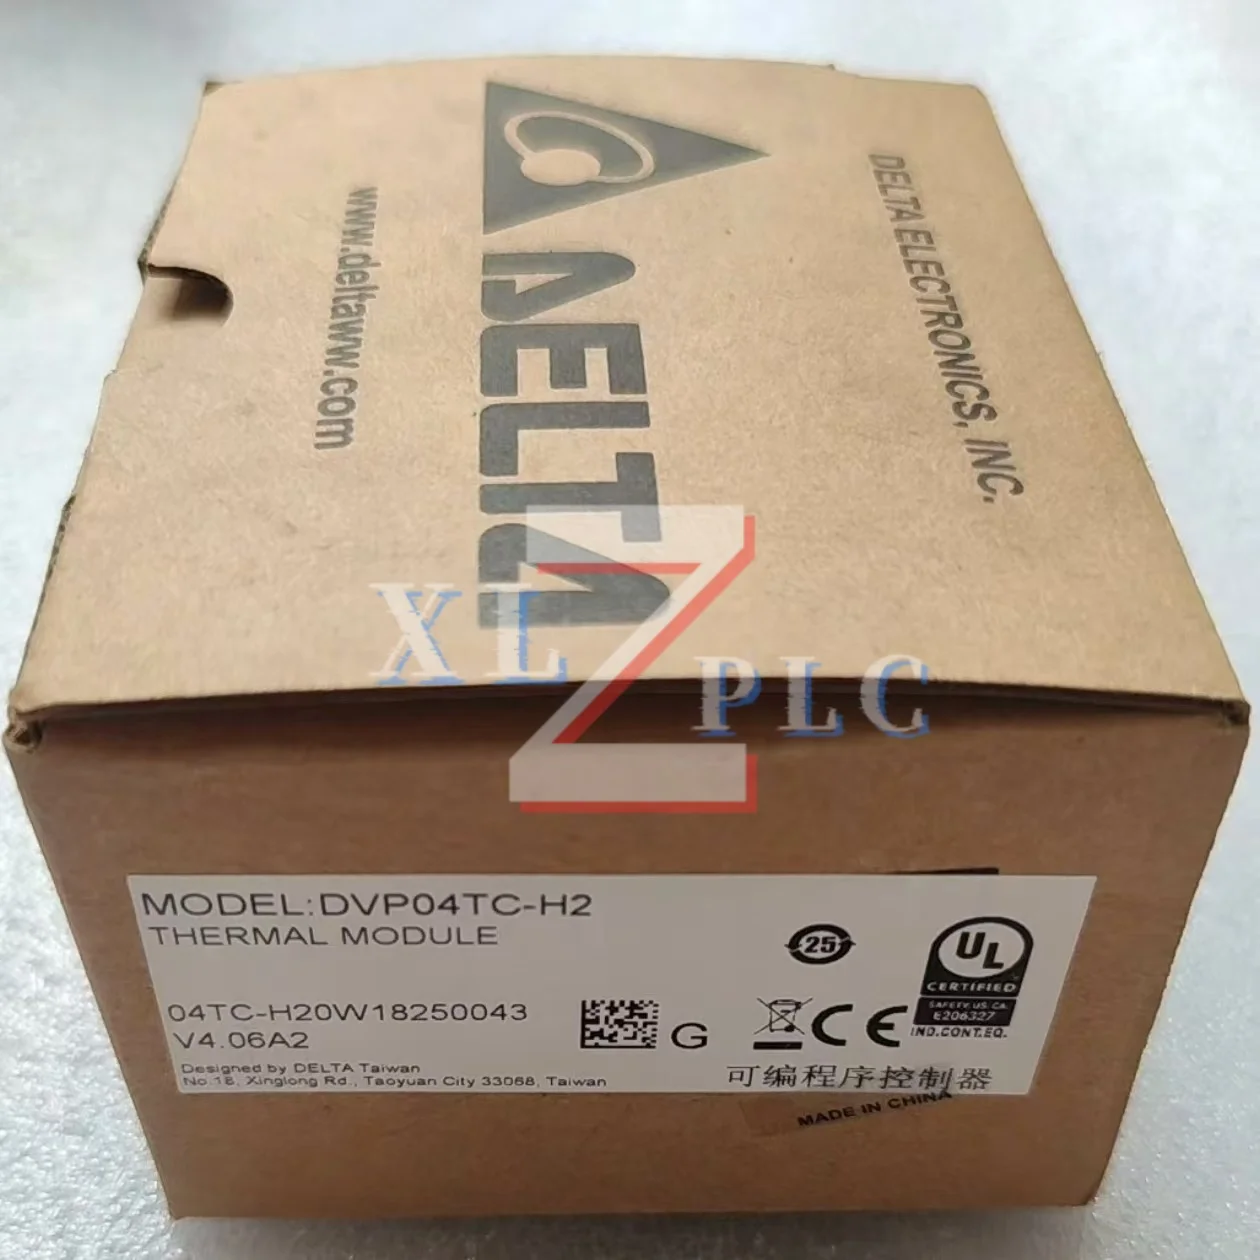 DELTA ELECTRONICS, INC.
DELTA
www.deltaww.com
XLZ PLC
MODEL:DVP04TC-H2
THERMAL MODULE
04TC-H20W18250043
V4.06A2
G
Designed by DELTA Taiwan
No.18, Xinglong Rd., Taoyuan City 33068, Taiwan
25
UL
CERTIFIED
SAFETY: US, CA.
E206327
IND.CONT.EQ.
CE
可编程序控制器
MADE IN CHINA